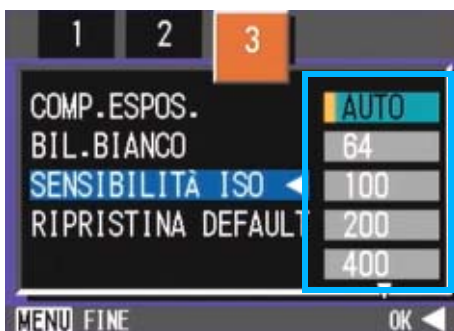 1 2 3
COMP.ESPOS. AUTO
BIL.BIANCO 64
SENSIBILITÀ ISO 100
RIPRISTINA DEFAULT 200
400
MENU FINE OK